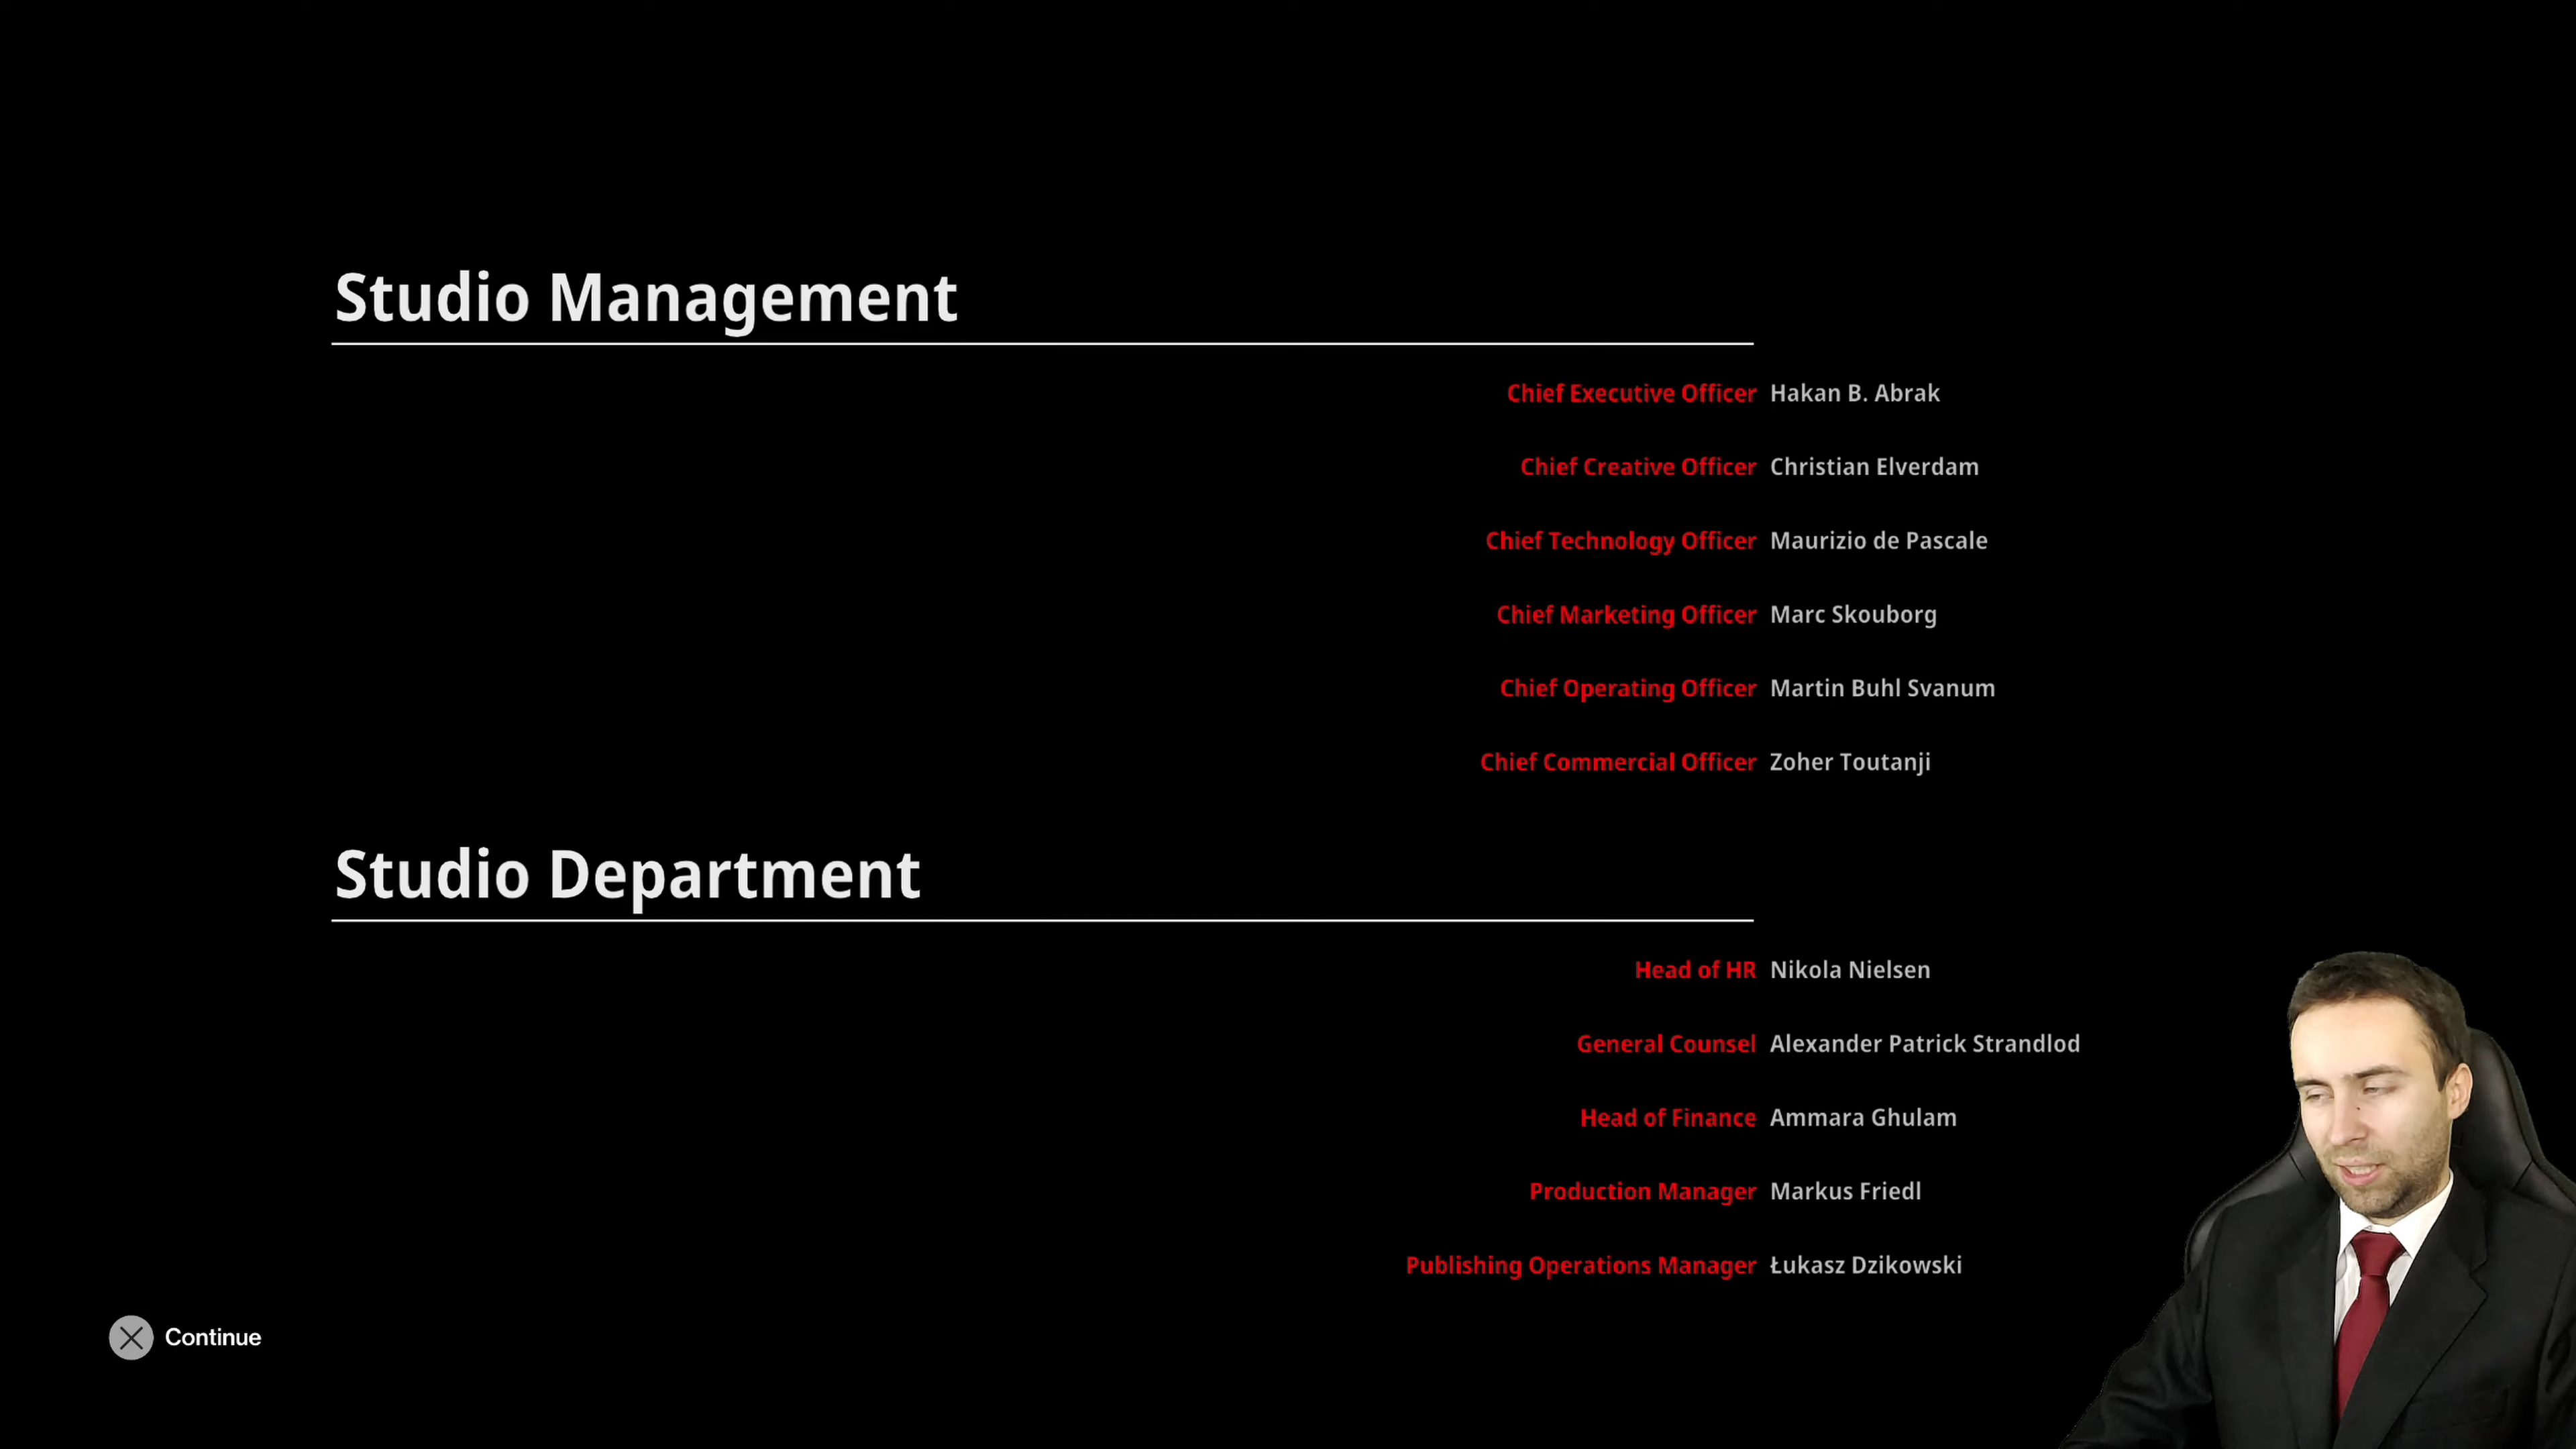 Studio Management
Chief Executive Officer Hakan B. Abrak
Chief Creative Officer Christian Elverdam
Chief Technology Officer Maurizio de Pascale
Chief Marketing Officer Marc Skouborg
Chief Operating Officer Martin Buhl Svanum
Chief Commercial Officer Zoher Toutanji
Studio Department
Head of HR Nikola Nielsen
General Counsel Alexander Patrick Strandlod
Head of Finance Ammara Ghulam
Production Manager Markus Friedl
Publishing Operations Manager Łukasz Dzikowski
Continue